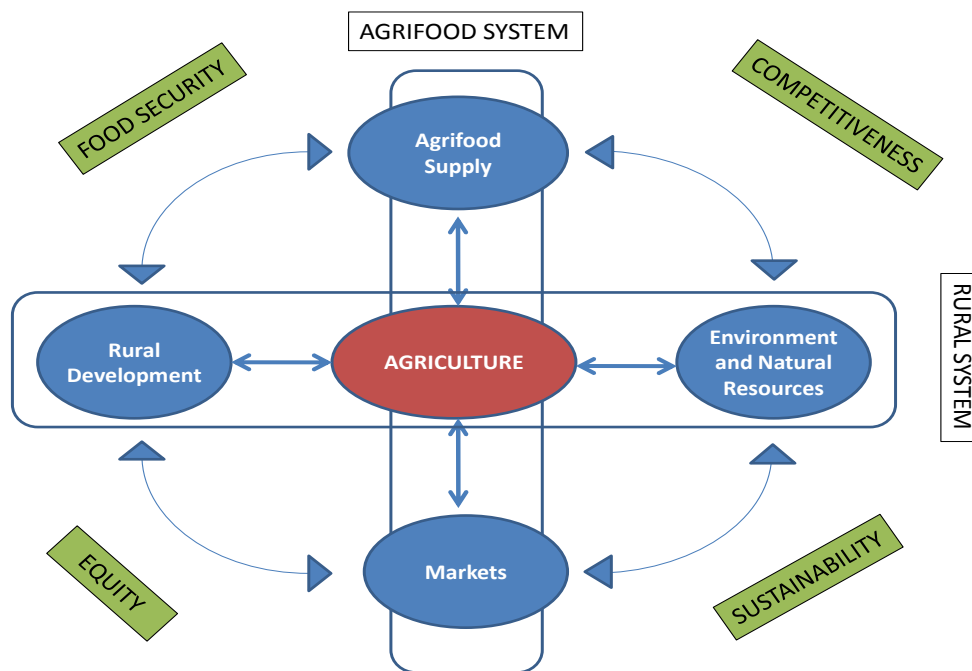 AGRIFOOD SYSTEM
FOOD SECURITY
COMPETITIVENESS
Agrifood
Supply
RURAL SYSTEM
Rural
Development
AGRICULTURE
Environment
and Natural
Resources
EQUITY
Markets
SUSTAINABILITY